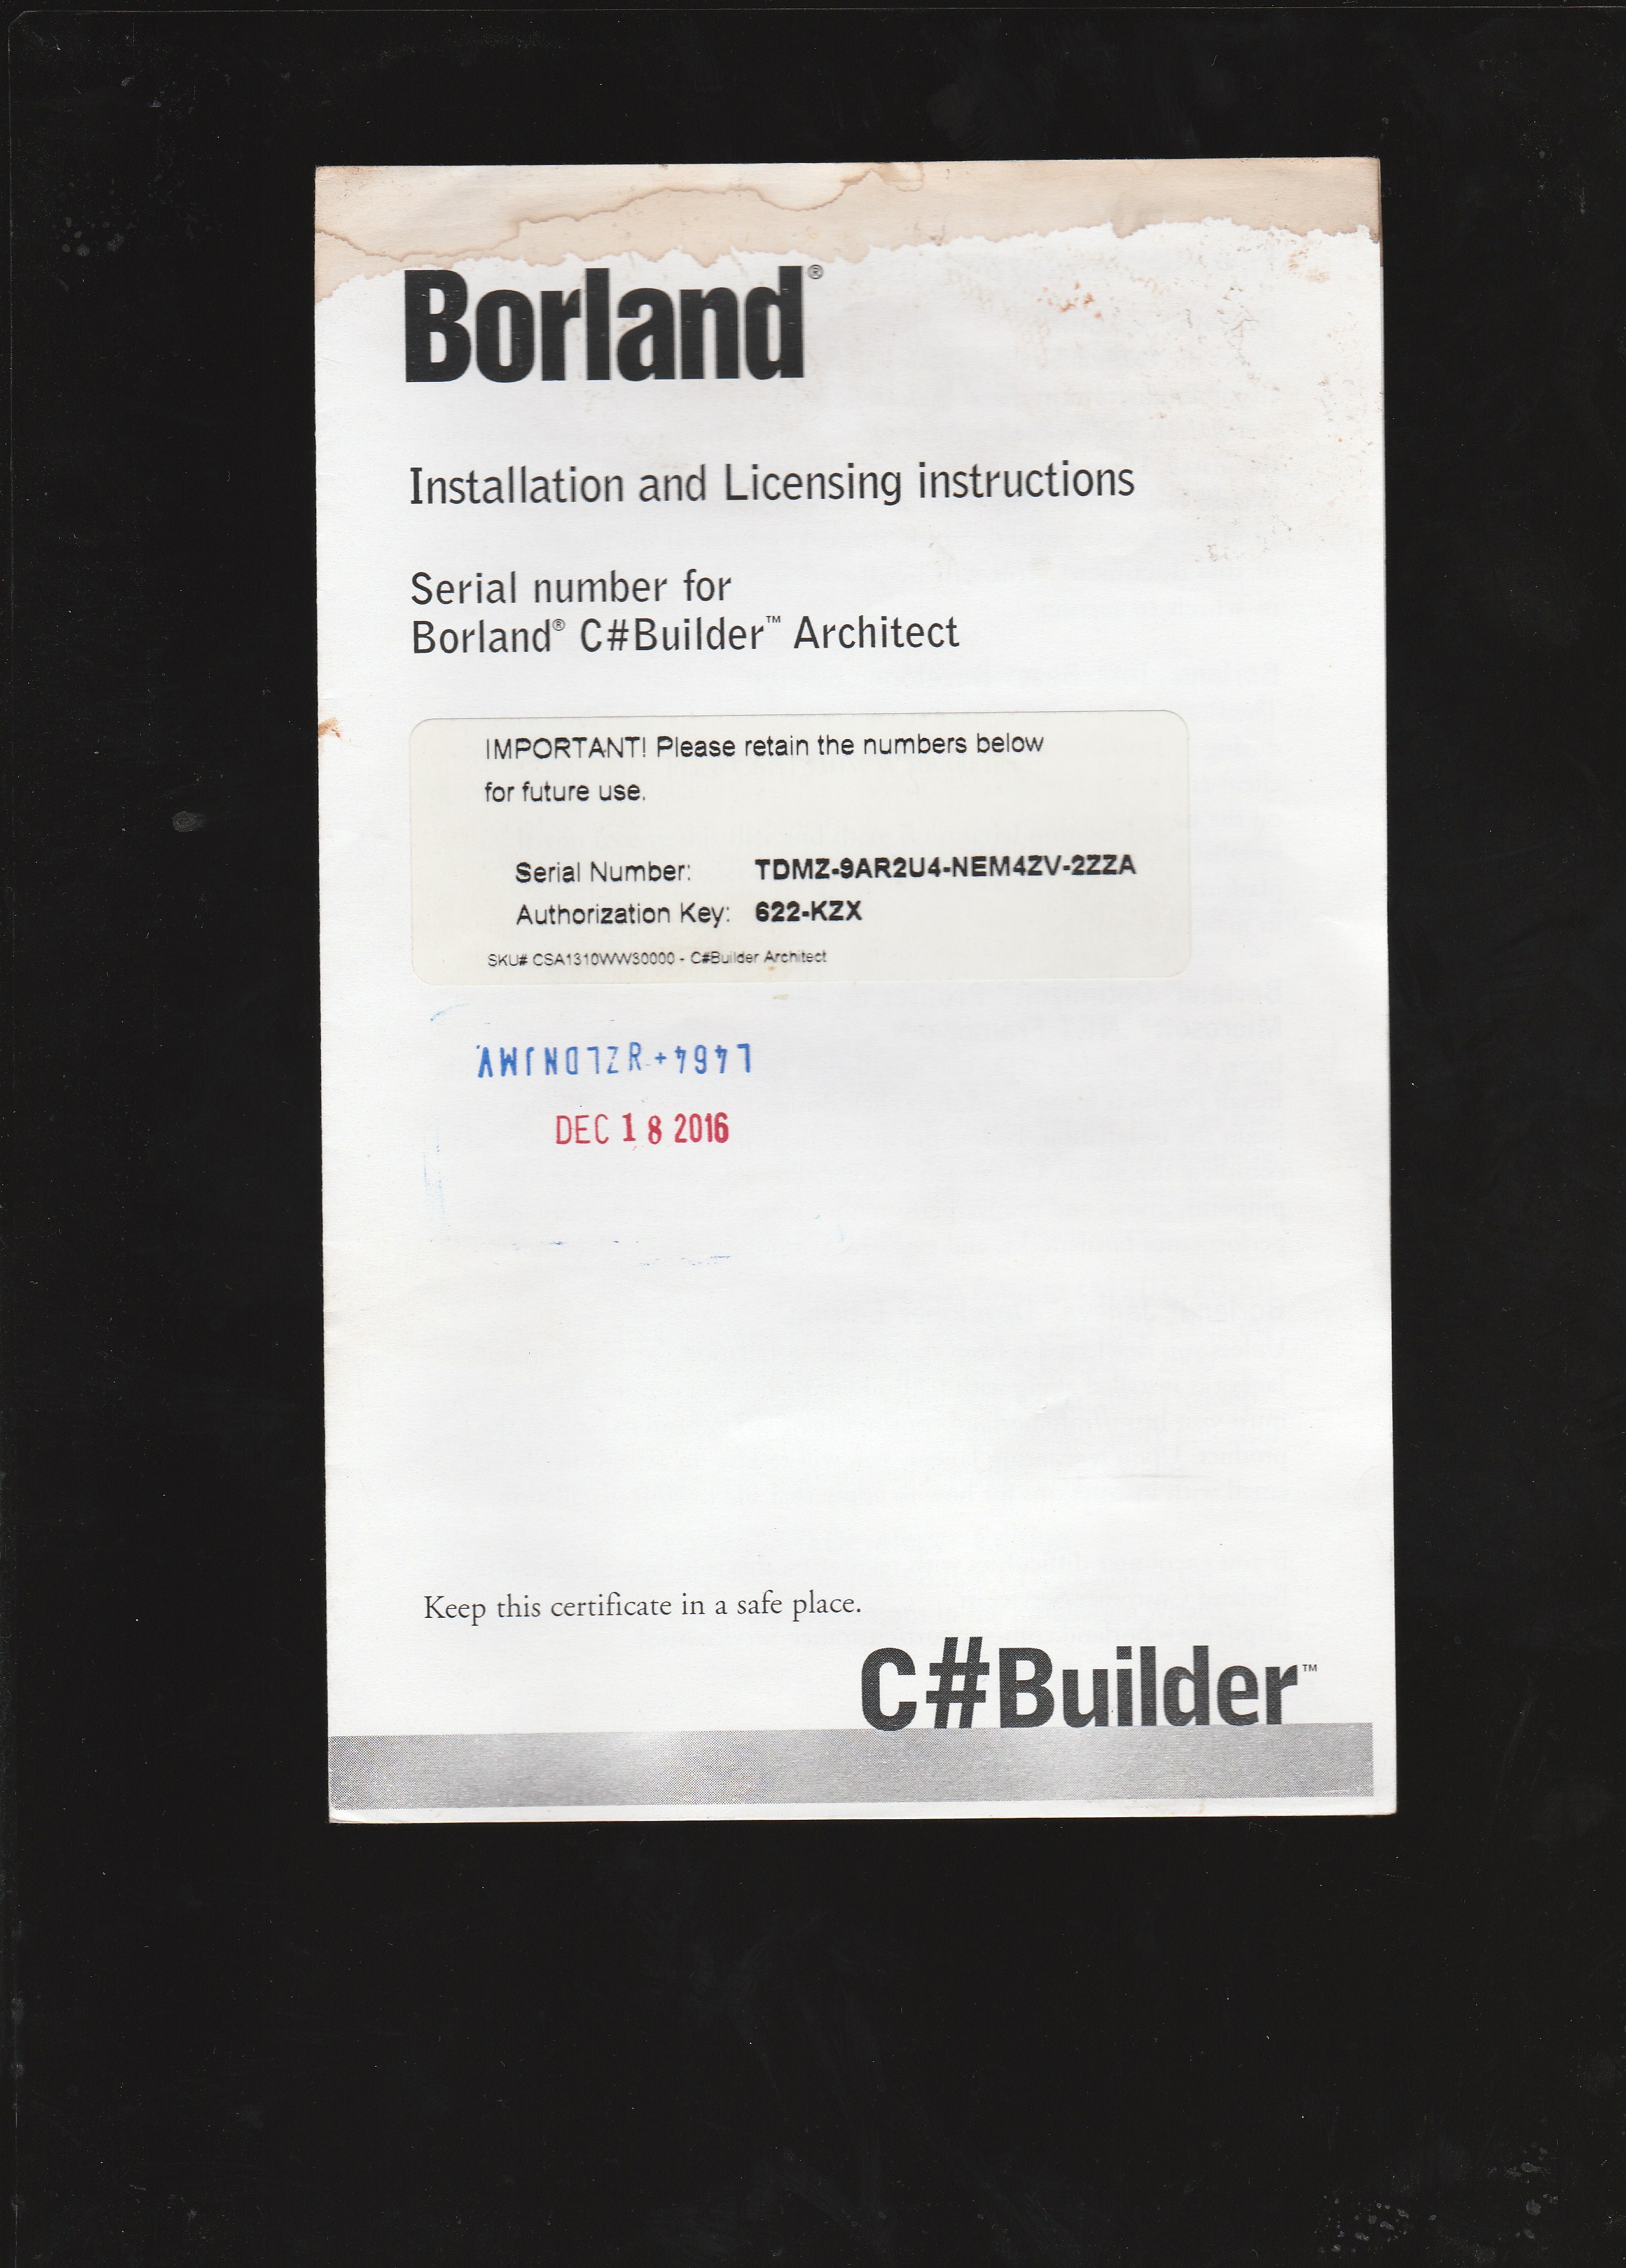 Borland®
Installation and Licensing instructions
Serial number for
Borland® C#Builder™ Architect
IMPORTANT! Please retain the numbers below
for future use.
Serial Number: TDMZ-9AR2U4-NEM4ZV-2ZZA
Authorization Key: 622-KZX
SKU# CSA1310WW30000 - C#Builder Architect
DEC 18 2016
Keep this certificate in a safe place.
C#Builder™